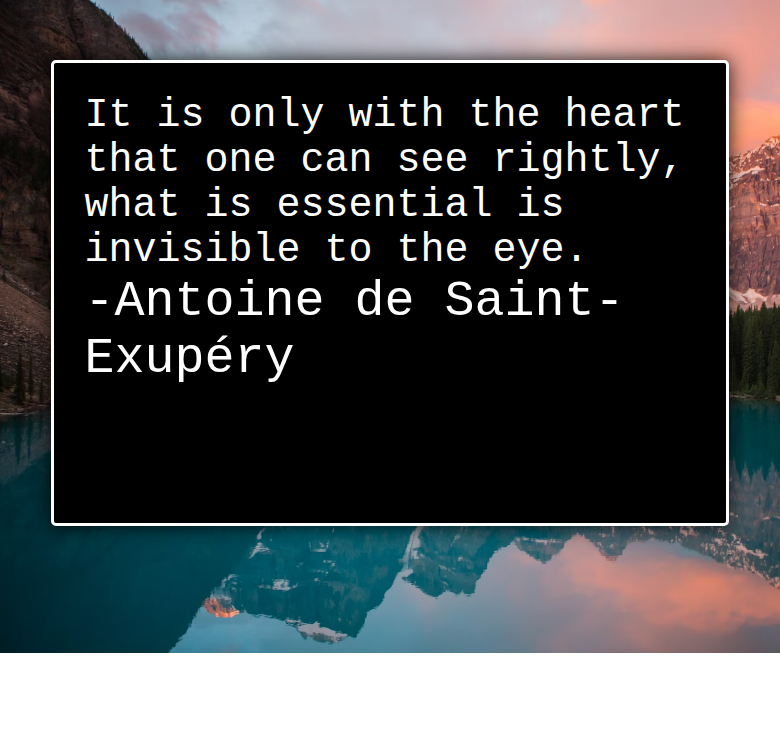 It is only with the heart
that one can see rightly,
what is essential is
invisible to the eye.
-Antoine de Saint-
Exupéry